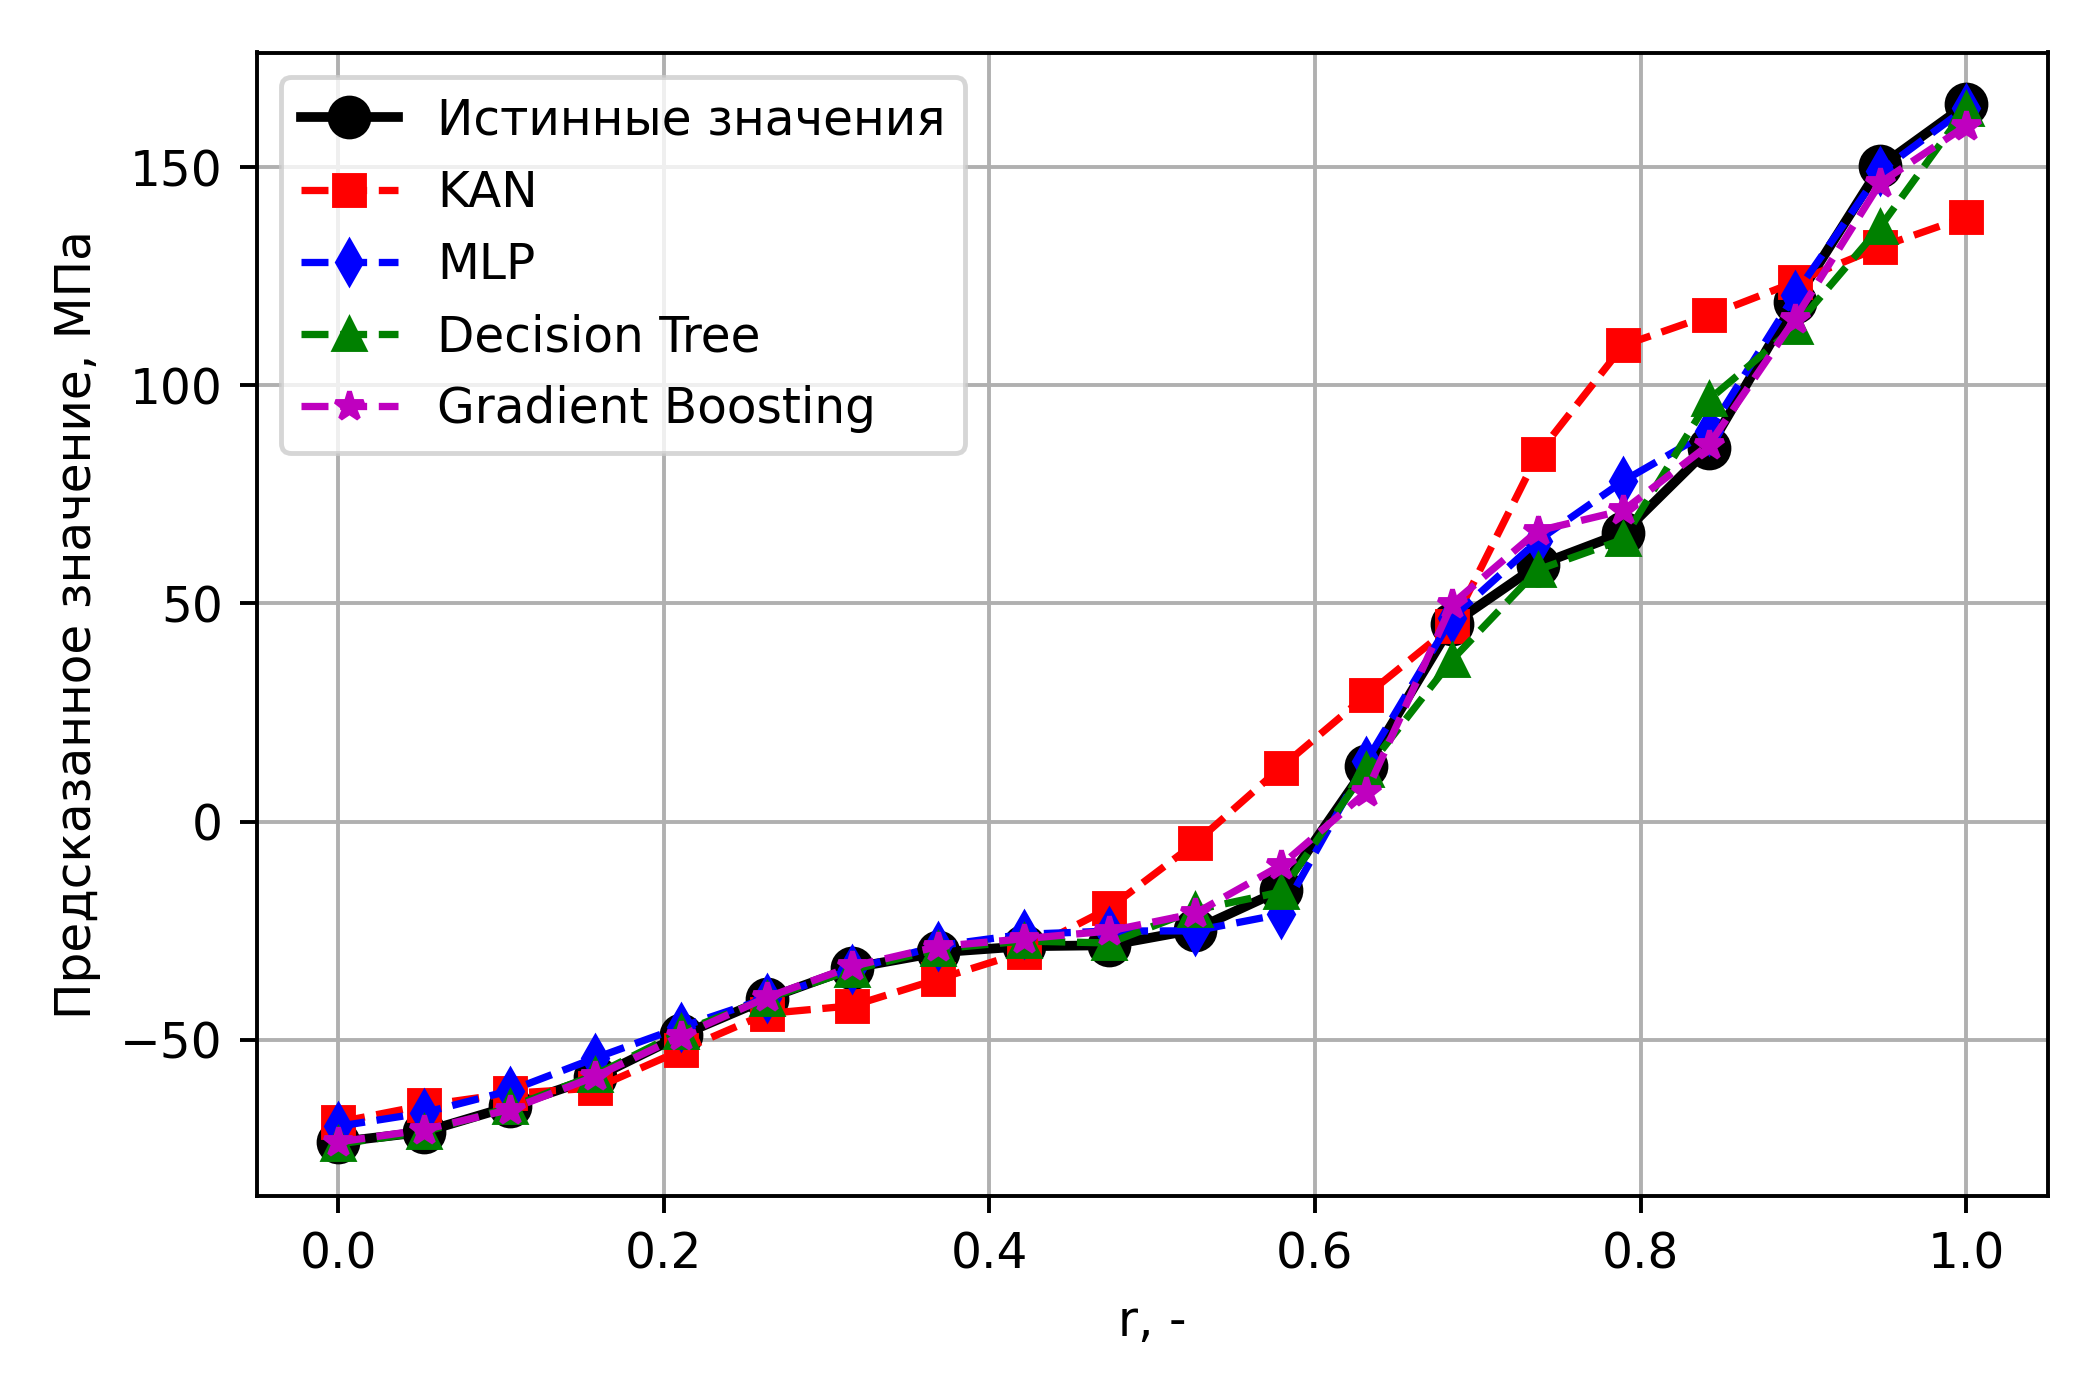 Истинные значения
KAN
MLP
Decision Tree
Gradient Boosting
Предсказанное значение, МПа
150
100
50
0
−50
0.0 0.2 0.4 0.6 0.8 1.0
r, -